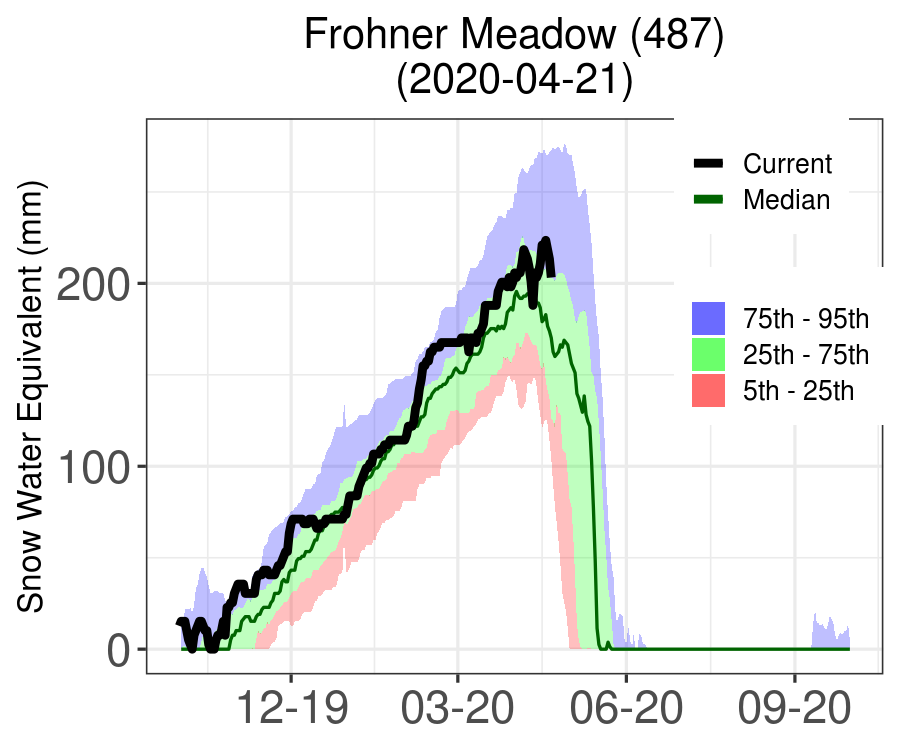 Frohner Meadow (487)
(2020-04-21)
Snow Water Equivalent (mm)
200
100
0
12-19
03-20
06-20
09-20
Current
Median
75th - 95th
25th - 75th
5th - 25th